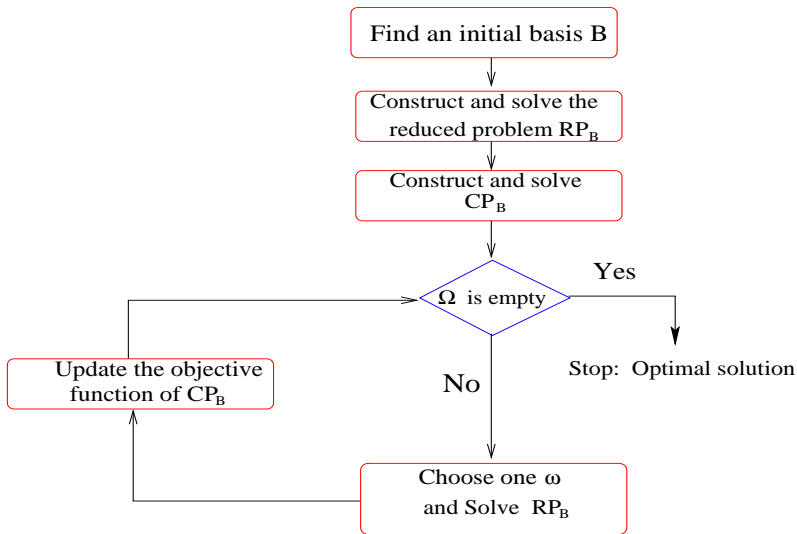 Find an initial basis B
Construct and solve the
reduced problem RP_B
Construct and solve
CP_B
Ω is empty
Yes
Stop: Optimal solution
No
Update the objective
function of CP_B
Choose one ω
and Solve RP_B